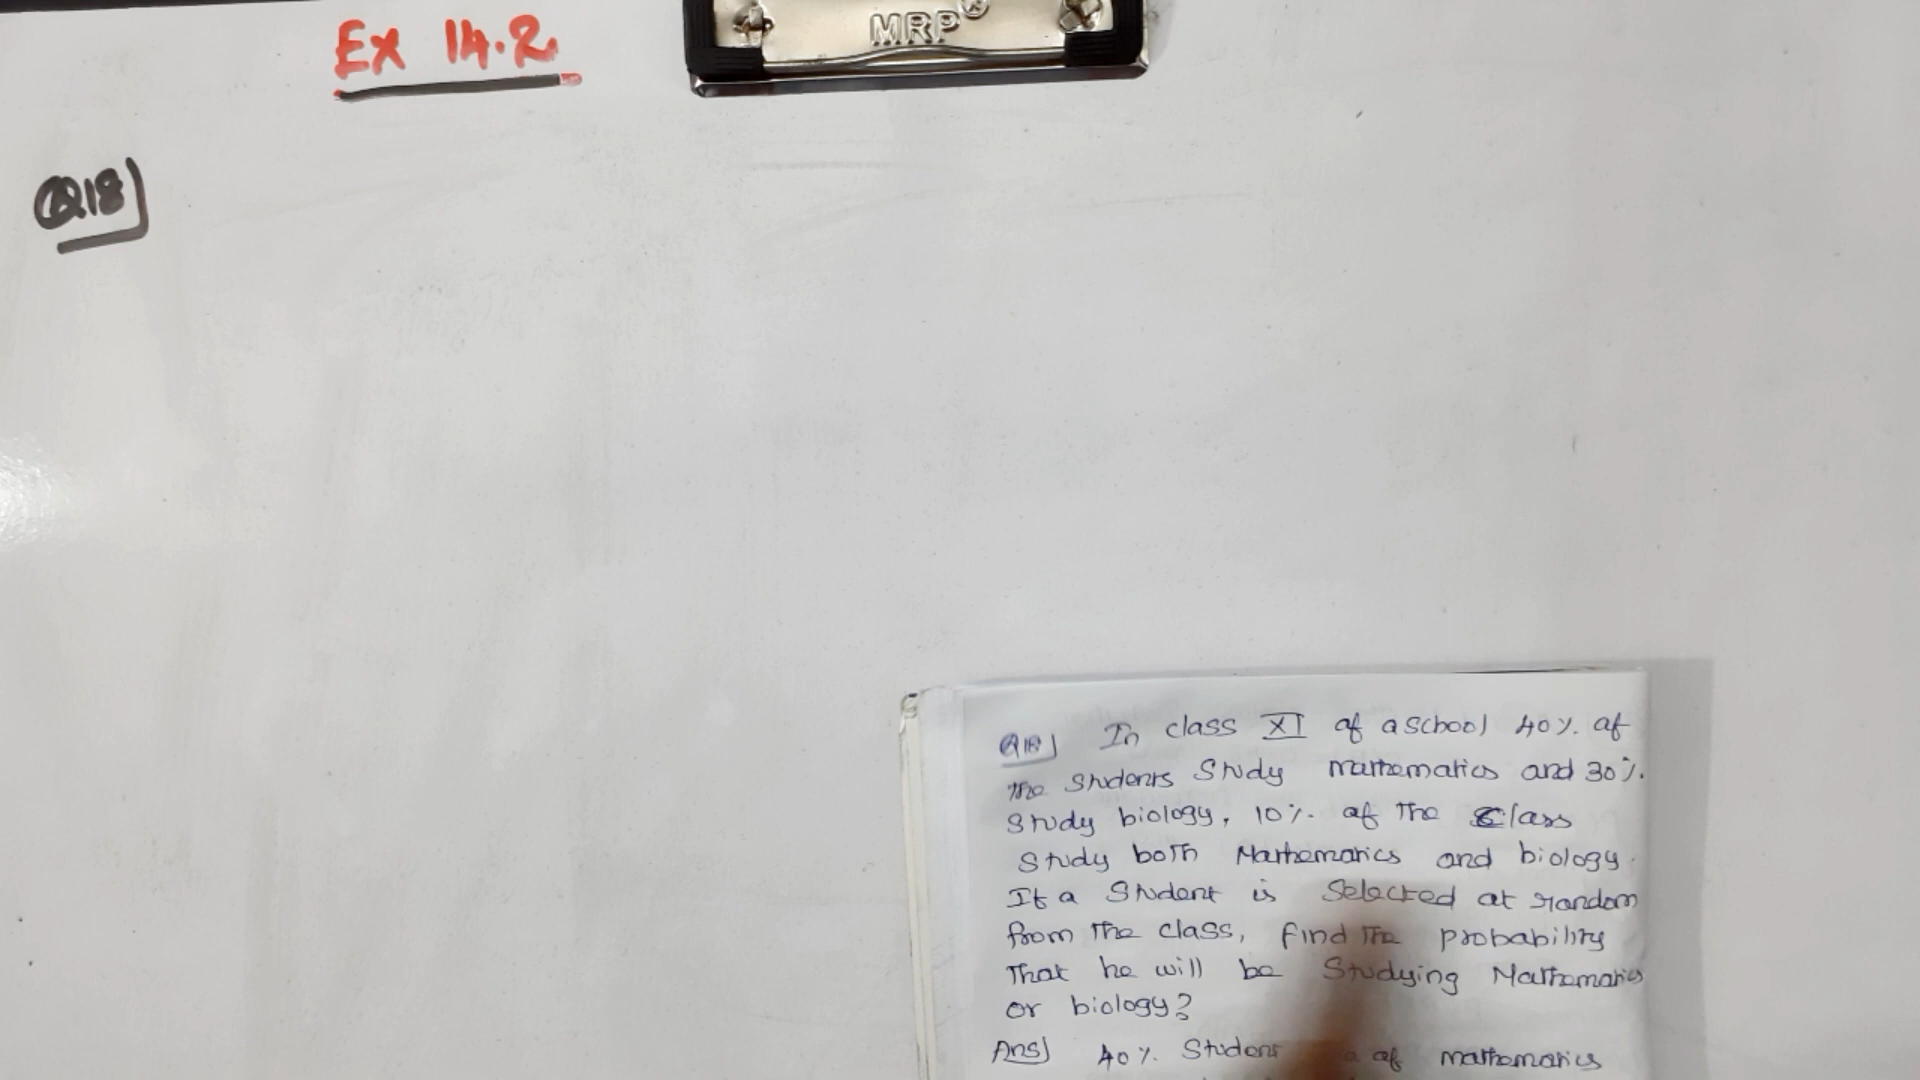 Ex 14.2
MRP®
Q18]
Q18] In class XI of a school 40% of
the students study mathematics and 30%
study biology, 10% of the class
study both Mathematics and biology.
If a student is selected at random
from the class, find the probability
that he will be studying Mathematics
or biology?
Ans] 40% Student of mathematics